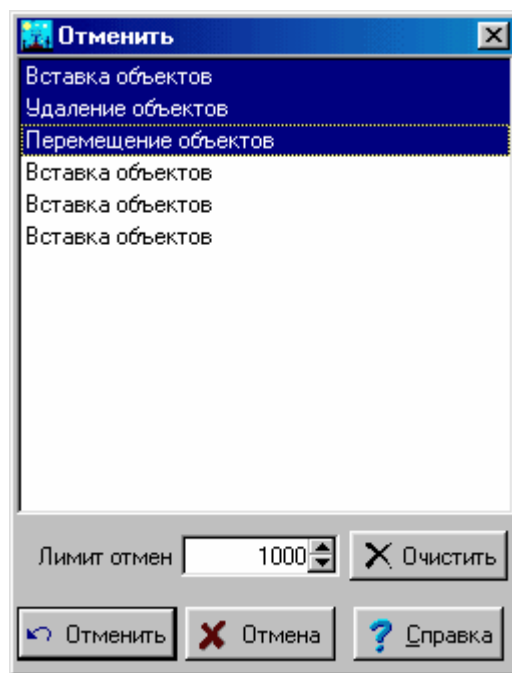 Отменить
Вставка объектов
Удаление объектов
Перемещение объектов
Вставка объектов
Вставка объектов
Вставка объектов
Лимит отмен 1000 Очистить
Отменить Отмена Справка